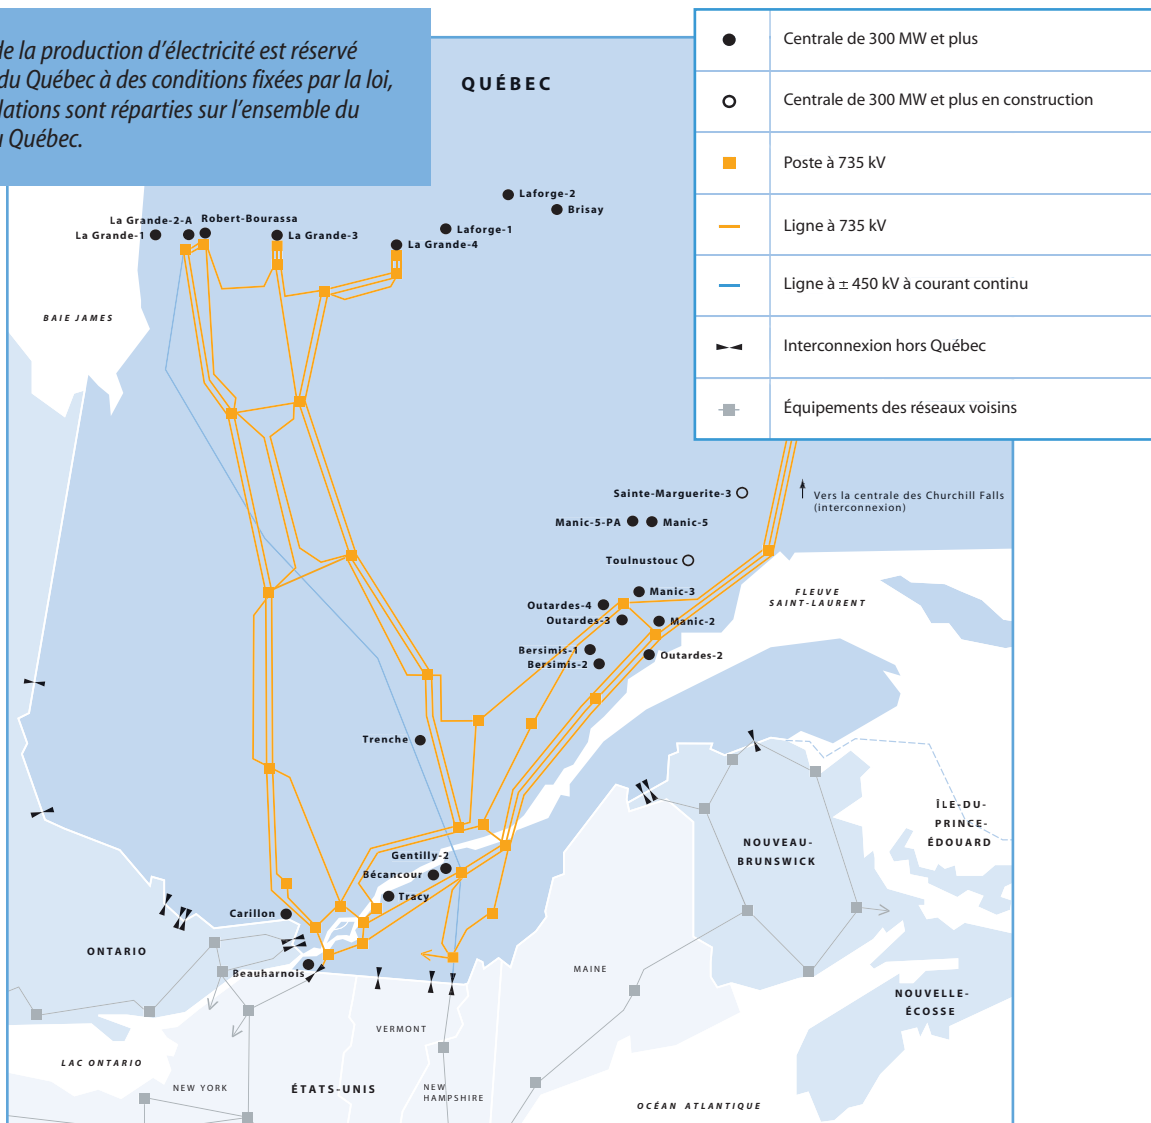 de la production d’électricité est réservé
du Québec à des conditions fixées par la loi,
lations sont réparties sur l’ensemble du
u Québec.
QUÉBEC
Centrale de 300 MW et plus
Centrale de 300 MW et plus en construction
Poste à 735 kV
Ligne à 735 kV
Ligne à ± 450 kV à courant continu
Interconnexion hors Québec
Équipements des réseaux voisins
Laforge-2
Brisay
La Grande-2-A
Robert-Bourassa
Laforge-1
La Grande-1
La Grande-3
La Grande-4
BAIE JAMES
Sainte-Marguerite-3
Vers la centrale des Churchill Falls
(interconnexion)
Manic-5-PA
Manic-5
Toulnustouc
Manic-3
FLEUVE
SAINT-LAURENT
Outardes-4
Outardes-3
Manic-2
Bersimis-1
Outardes-2
Bersimis-2
Trenche
ÎLE-DU-
PRINCE-
ÉDOUARD
NOUVEAU-
BRUNSWICK
Gentilly-2
Bécancour
Tracy
Carillon
ONTARIO
Beauharnois
MAINE
NOUVELLE-
ÉCOSSE
VERMONT
LAC ONTARIO
NEW YORK
ÉTATS-UNIS
NEW
HAMPSHIRE
OCÉAN ATLANTIQUE